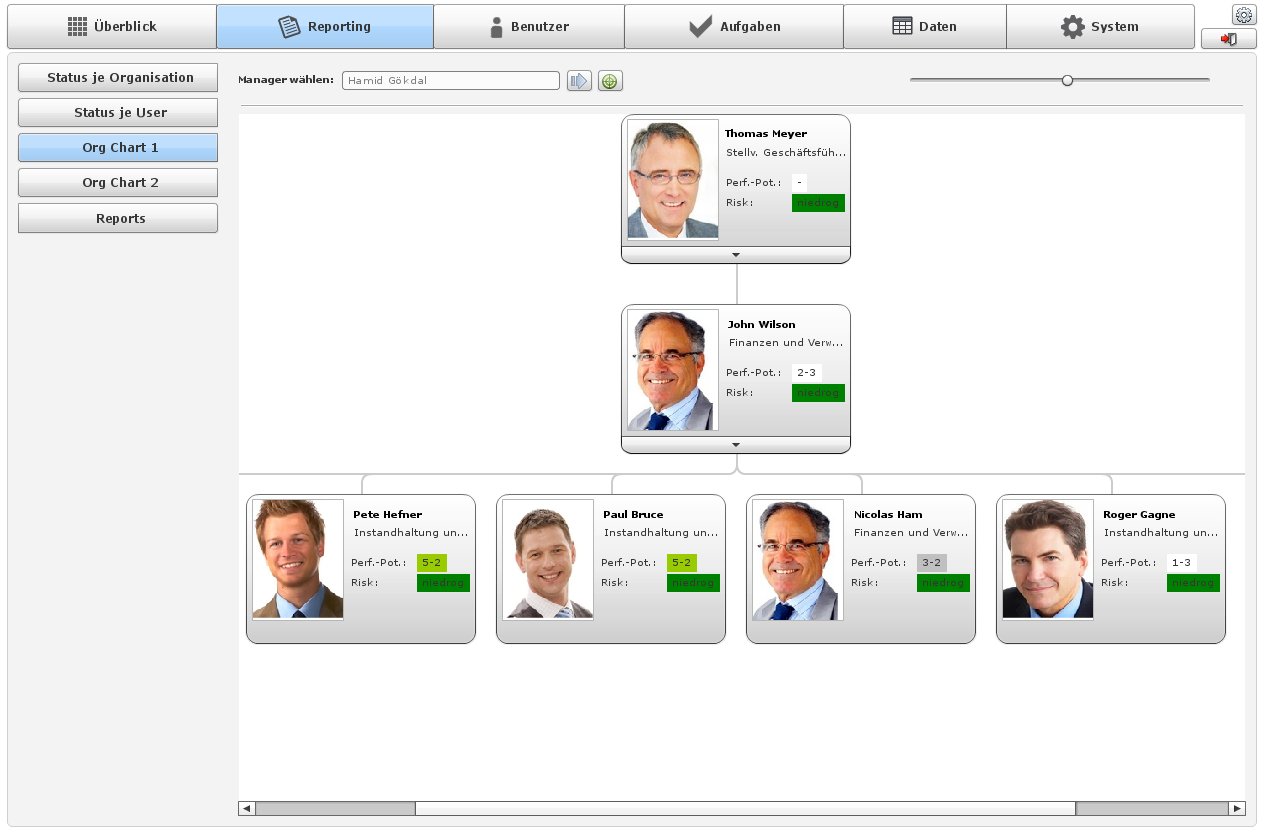 Überblick
Reporting
Benutzer
Aufgaben
Daten
System
Status je Organisation
Status je User
Org Chart 1
Org Chart 2
Reports
Manager wählen:
Hamid Gökdal
Thomas Meyer
Stellv. Geschäftsfüh...
Perf.-Pot.: -
Risk: niedrog
John Wilson
Finanzen und Verw...
Perf.-Pot.: 2-3
Risk: niedrog
Pete Hefner
Instandhaltung un...
Perf.-Pot.: 5-2
Risk: niedrog
Paul Bruce
Instandhaltung un...
Perf.-Pot.: 5-2
Risk: niedrog
Nicolas Ham
Finanzen und Verw...
Perf.-Pot.: 3-2
Risk: niedrog
Roger Gagne
Instandhaltung un...
Perf.-Pot.: 1-3
Risk: niedrog